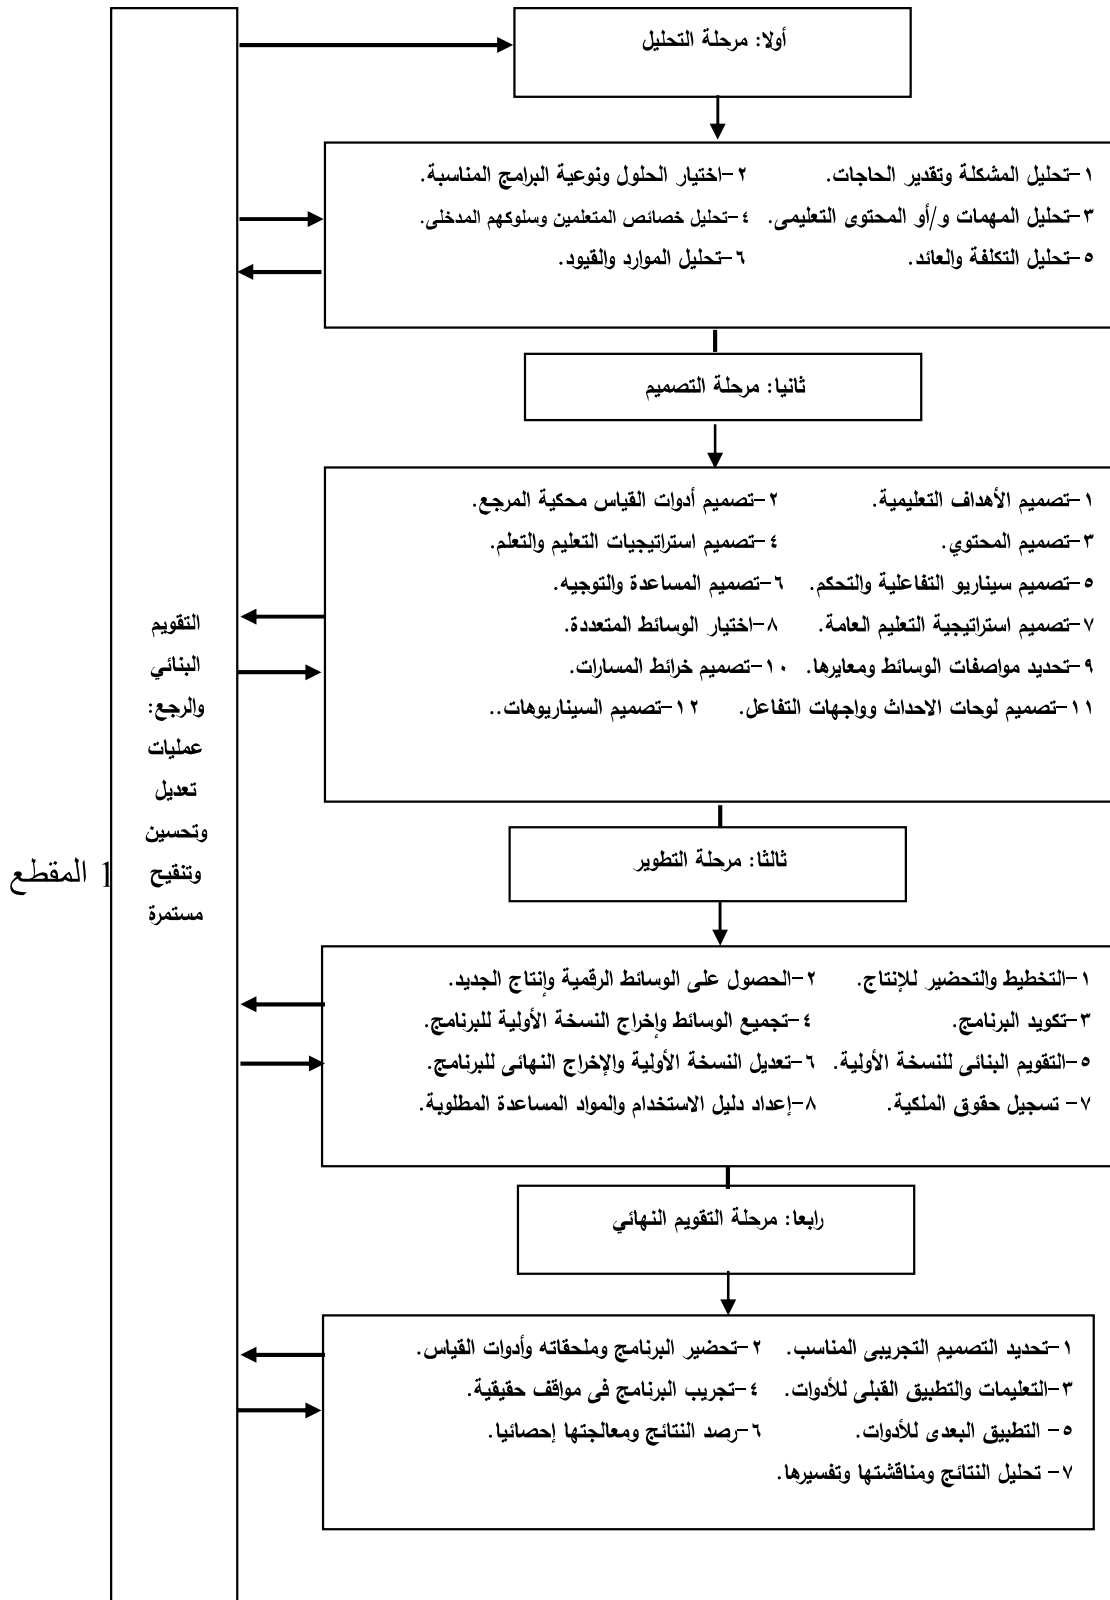 أولا: مرحلة التحليل
١-تحليل المشكلة وتقدير الحاجات. ٢-اختيار الحلول ونوعية البرامج المناسبة.
٣-تحليل المهمات و/أو المحتوى التعليمى. ٤-تحليل خصائص المتعلمين وسلوكهم المدخلى.
٥-تحليل التكلفة والعائد. ٦-تحليل الموارد والقيود.
ثانيا: مرحلة التصميم
١-تصميم الأهداف التعليمية. ٢-تصميم أدوات القياس محكية المرجع.
٣-تصميم المحتوي. ٤-تصميم استراتيجيات التعليم والتعلم.
٥-تصميم سيناريو التفاعلية والتحكم. ٦-تصميم المساعدة والتوجيه.
٧-تصميم استراتيجية التعليم العامة. ٨-اختيار الوسائط المتعددة.
٩-تحديد مواصفات الوسائط ومعايرها. ١٠-تصميم خرائط المسارات.
١١-تصميم لوحات الاحداث وواجهات التفاعل. ١٢-تصميم السيناريوهات..
ثالثا: مرحلة التطوير
١-التخطيط والتحضير للإنتاج. ٢-الحصول على الوسائط الرقمية وإنتاج الجديد.
٣-تكويد البرنامج. ٤-تجميع الوسائط وإخراج النسخة الأولية للبرنامج.
٥-التقويم البنائى للنسخة الأولية. ٦-تعديل النسخة الأولية والإخراج النهائى للبرنامج.
٧- تسجيل حقوق الملكية. ٨-إعداد دليل الاستخدام والمواد المساعدة المطلوبة.
رابعا: مرحلة التقويم النهائي
١-تحديد التصميم التجريبى المناسب. ٢-تحضير البرنامج وملحقاته وأدوات القياس.
٣-التعليمات والتطبيق القبلى للأدوات. ٤-تجريب البرنامج فى مواقف حقيقية.
٥- التطبيق البعدى للأدوات. ٦-رصد النتائج ومعالجتها إحصائيا.
٧- تحليل النتائج ومناقشتها وتفسيرها.
التقويم
البنائي
والرجع:
عمليات
تعديل
وتحسين
وتنقيح
مستمرة
1 المقطع